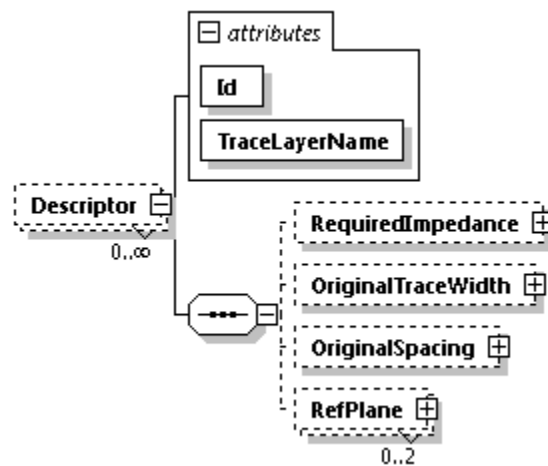 attributes
Id
TraceLayerName
Descriptor
0..∞
RequiredImpedance
OriginalTraceWidth
OriginalSpacing
RefPlane
0..2